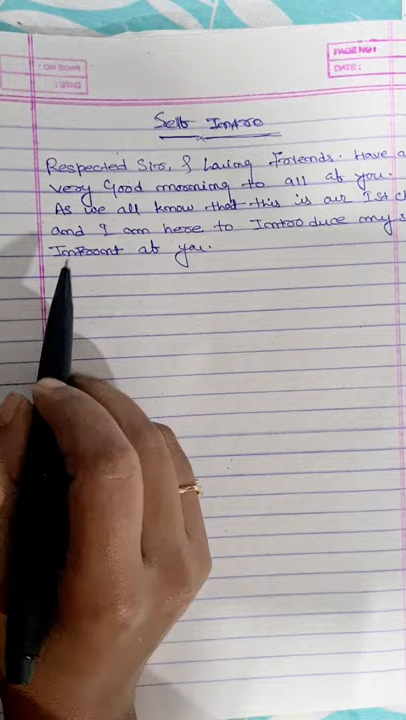 PAGE NO:
DATE:
Self Intro
Respected Sirs, & Loving Friends. Have a
very Good morning to all of you.
As we all know that this is our 1st
and I am here to Introduce my
Infront of you.